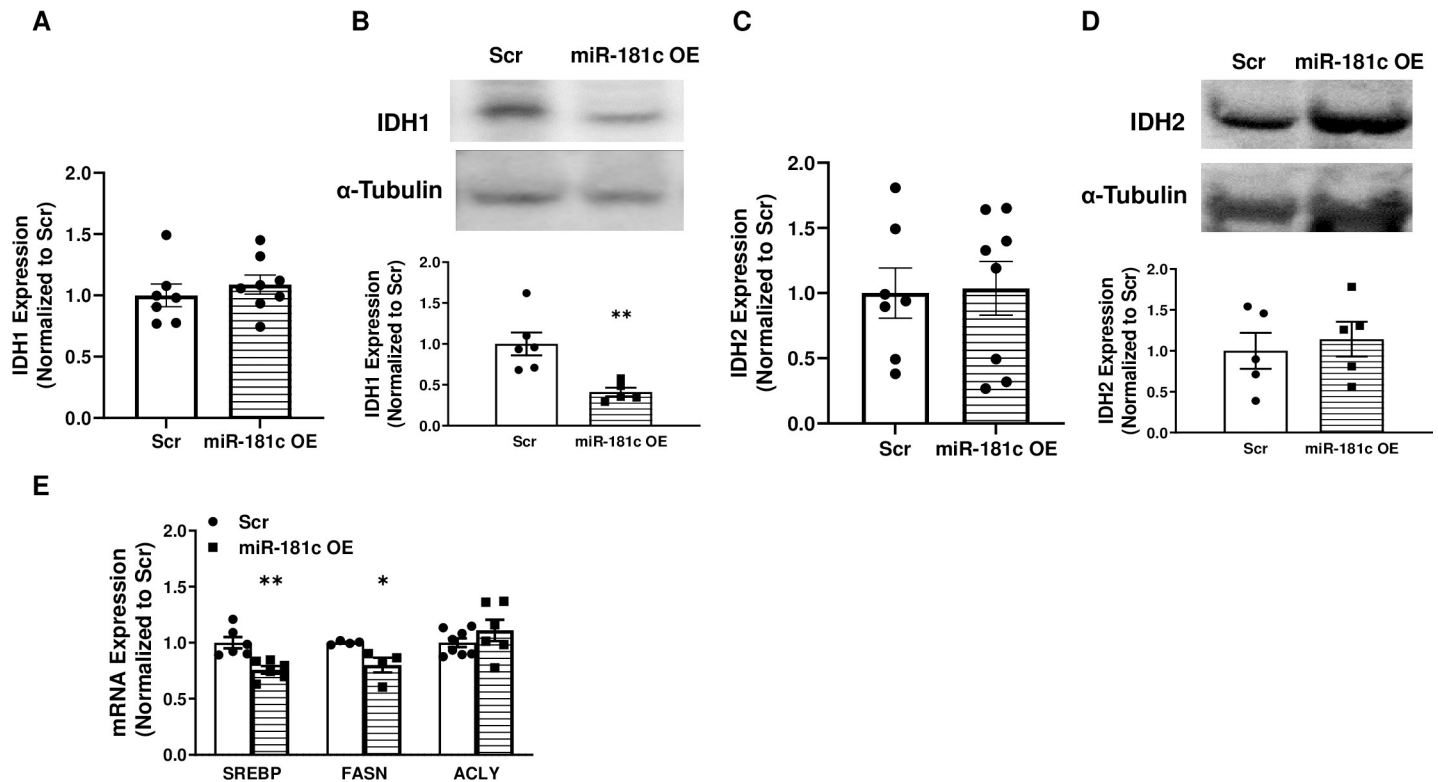 A
IDH1 Expression
(Normalized to Scr)
2.0
1.5
1.0
0.5
0.0
Scr miR-181c OE
B
Scr miR-181c OE
IDH1
α-Tubulin
IDH1 Expression
(Normalized to Scr)
2.0
1.5
1.0
0.5
0.0
**
Scr miR-181c OE
C
IDH2 Expression
(Normalized to Scr)
2.0
1.5
1.0
0.5
0.0
Scr miR-181c OE
D
Scr miR-181c OE
IDH2
α-Tubulin
IDH2 Expression
(Normalized to Scr)
2.0
1.5
1.0
0.5
0.0
Scr miR-181c OE
E
mRNA Expression
(Normalized to Scr)
2.0
1.5
1.0
0.5
0.0
Scr
miR-181c OE
** *
SREBP FASN ACLY